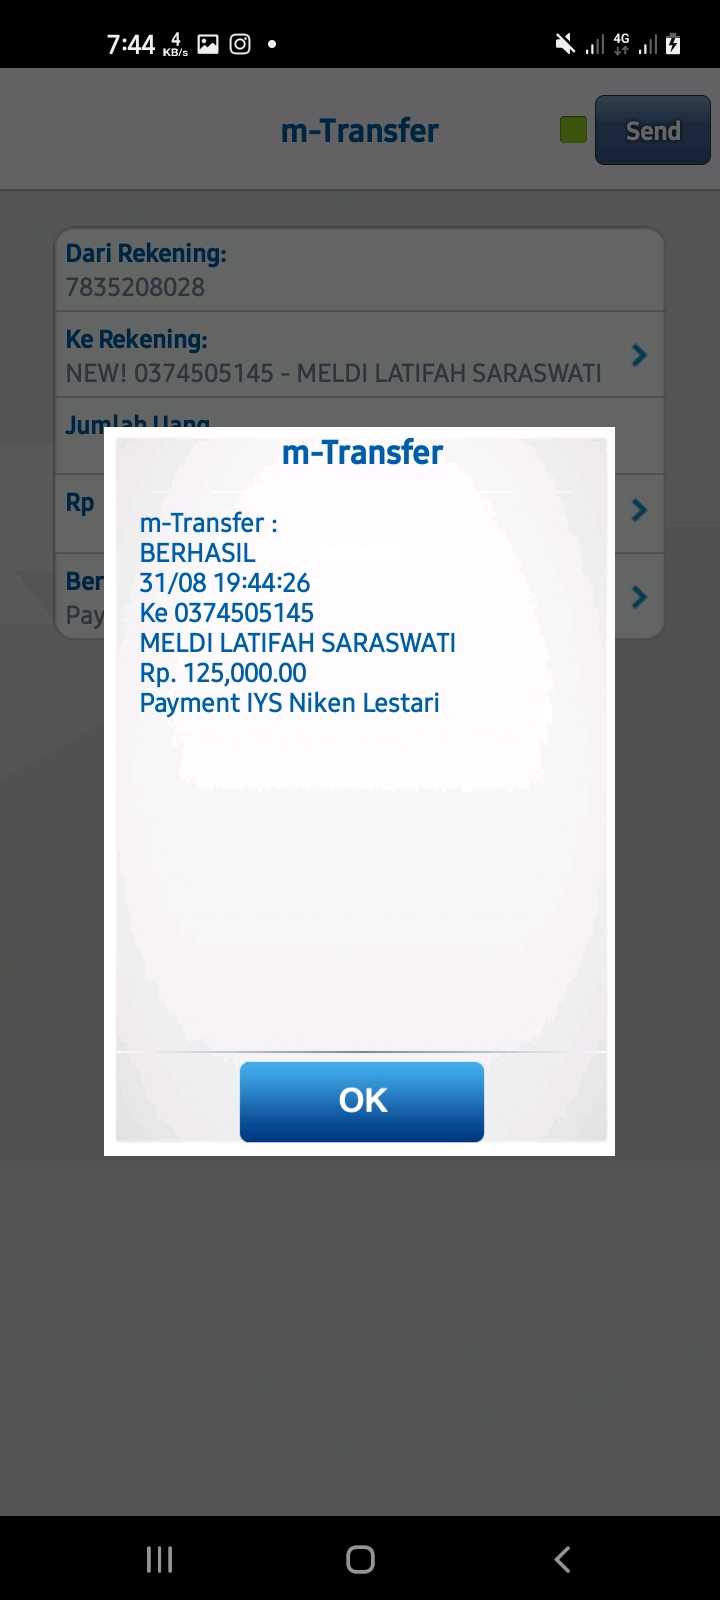 7:44 4 KB/s 4G
m-Transfer
Send
Dari Rekening:
7835208028
Ke Rekening:
NEW! 0374505145 - MELDI LATIFAH SARASWATI
Jumlah Uang
Rp
Ber
Pay
m-Transfer
m-Transfer :
BERHASIL
31/08 19:44:26
Ke 0374505145
MELDI LATIFAH SARASWATI
Rp. 125,000.00
Payment IYS Niken Lestari
OK